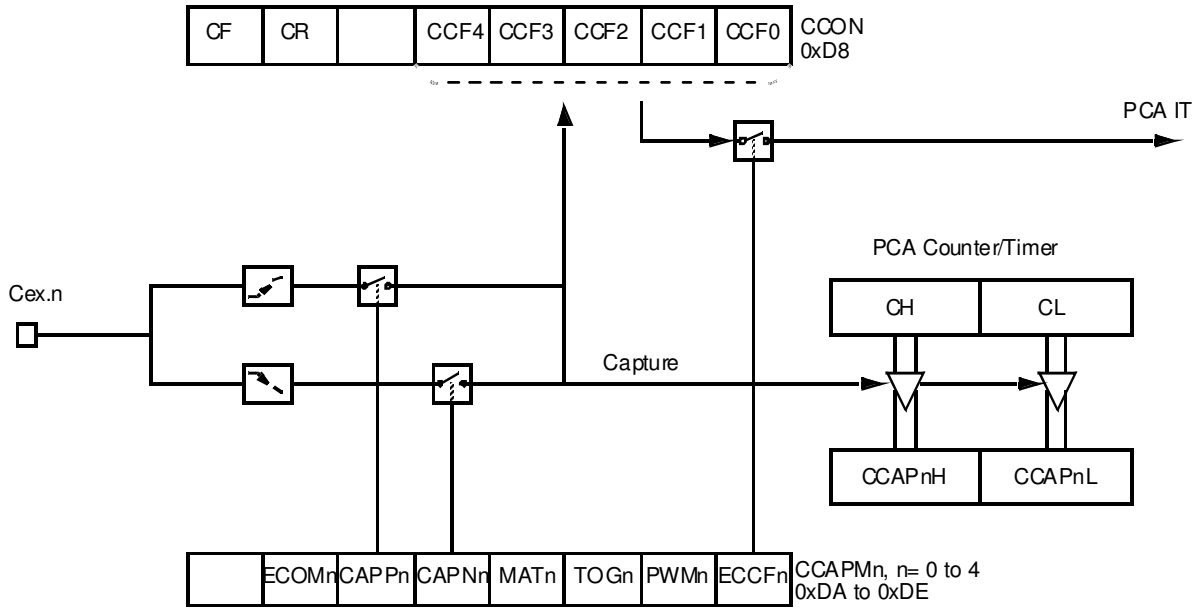 CF CR CCF4 CCF3 CCF2 CCF1 CCF0 CCON
0xD8
PCA IT
PCA Counter/Timer
Cex.n
CH CL
Capture
CCAPnH CCAPnL
ECOMn CAPPn CAPNn MATn TOGn PWMn ECCFn CCAPMn, n= 0 to 4
0xDA to 0xDE